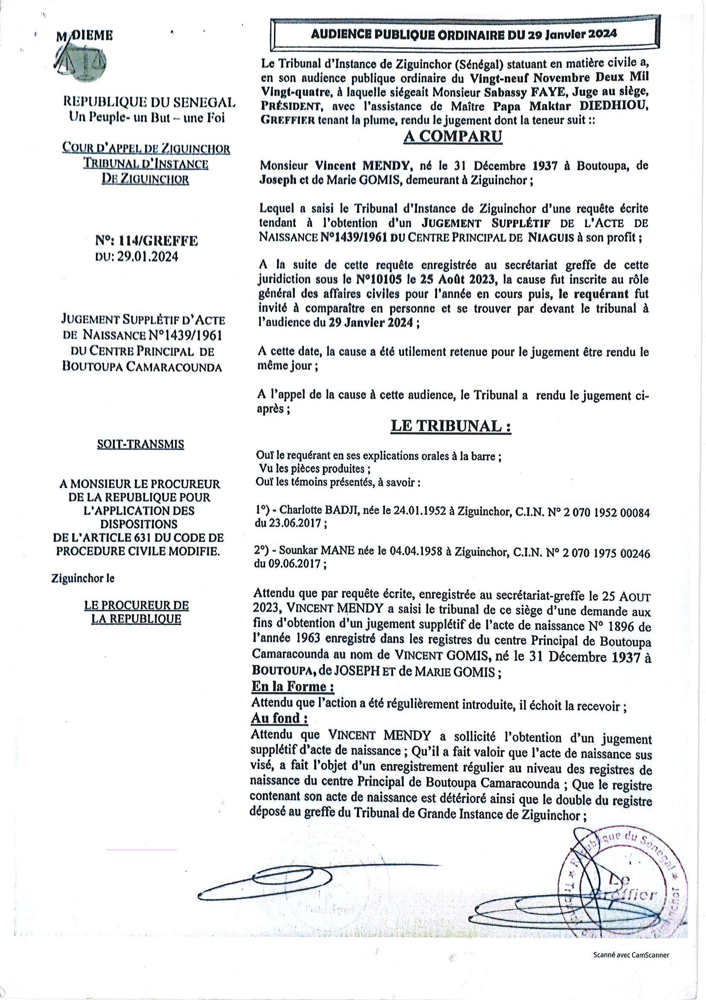 M/DIEME
REPUBLIQUE DU SENEGAL
Un Peuple- un But – une Foi
COUR D'APPEL DE ZIGUINCHOR
TRIBUNAL D'INSTANCE
DE ZIGUINCHOR
Nº: 114/GREFFE
DU: 29.01.2024
JUGEMENT SUPPLÉTIF D'ACTE
DE NAISSANCE Nº1439/1961
DU CENTRE PRINCIPAL DE
BOUTOUPA CAMARACOUNDA
SOIT-TRANSMIS
A MONSIEUR LE PROCUREUR
DE LA REPUBLIQUE POUR
L'APPLICATION DES
DISPOSITIONS
DE L'ARTICLE 631 DU CODE DE
PROCEDURE CIVILE MODIFIE.
Ziguinchor le
LE PROCUREUR DE
LA REPUBLIQUE
AUDIENCE PUBLIQUE ORDINAIRE DU 29 Janvier 2024
Le Tribunal d'Instance de Ziguinchor (Sénégal) statuant en matière civile a,
en son audience publique ordinaire du Vingt-neuf Novembre Deux Mil
Vingt-quatre, à laquelle siégeait Monsieur Sabassy FAYE, Juge au siège,
PRÉSIDENT, avec l'assistance de Maître Papa Maktar DIEDHIOU,
GREFFIER tenant la plume, rendu le jugement dont la teneur suit ::
A COMPARU
Monsieur Vincent MENDY, né le 31 Décembre 1937 à Boutoupa, de
Joseph et de Marie GOMIS, demeurant à Ziguinchor ;
Lequel a saisi le Tribunal d'Instance de Ziguinchor d'une requête écrite
tendant à l'obtention d'un JUGEMENT SUPPLÉTIF DE L'ACTE DE
NAISSANCE Nº1439/1961 DU CENTRE PRINCIPAL DE NIAGUIS à son profit ;
A la suite de cette requête enregistrée au secrétariat greffe de cette
juridiction sous le Nº10105 le 25 Août 2023, la cause fut inscrite au rôle
général des affaires civiles pour l'année en cours puis, le requérant fut
invité à comparaître en personne et se trouver par devant le tribunal à
l'audience du 29 Janvier 2024 ;
A cette date, la cause a été utilement retenue pour le jugement être rendu le
même jour ;
A l'appel de la cause à cette audience, le Tribunal a rendu le jugement ci-
après ;
LE TRIBUNAL :
Ouï le requérant en ses explications orales à la barre ;
Vu les pièces produites ;
Ouï les témoins présentés, à savoir :
1º) - Charlotte BADJI, née le 24.01.1952 à Ziguinchor, C.I.N. Nº 2 070 1952 00084
du 23.06.2017 ;
2º) - Sounkar MANE née le 04.04.1958 à Ziguinchor, C.I.N. Nº 2 070 1975 00246
du 09.06.2017 ;
Attendu que par requête écrite, enregistrée au secrétariat-greffe le 25 AOUT
2023, VINCENT MENDY a saisi le tribunal de ce siège d'une demande aux
fins d'obtention d'un jugement supplétif de l'acte de naissance Nº 1896 de
l'année 1963 enregistré dans les registres du centre Principal de Boutoupa
Camaracounda au nom de VINCENT GOMIS, né le 31 Décembre 1937 à
BOUTOUPA, de JOSEPH ET de MARIE GOMIS ;
En la Forme :
Attendu que l'action a été régulièrement introduite, il échoit la recevoir ;
Au fond :
Attendu que VINCENT MENDY a sollicité l'obtention d'un jugement
supplétif d'acte de naissance ; Qu'il a fait valoir que l'acte de naissance sus
visé, a fait l'objet d'un enregistrement régulier au niveau des registres de
naissance du centre Principal de Boutoupa Camaracounda ; Que le registre
contenant son acte de naissance est détérioré ainsi que le double du registre
déposé au greffe du Tribunal de Grande Instance de Ziguinchor ;
République du Sénégal
Le
Greffier
Scanné avec CamScanner